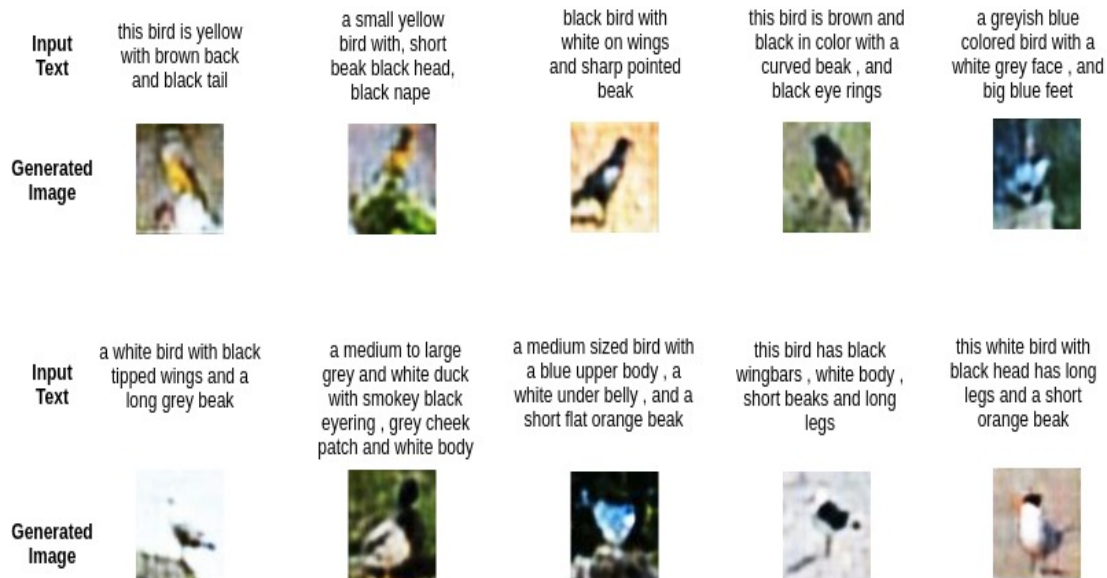 Input
Text
this bird is yellow
with brown back
and black tail
a small yellow
bird with, short
beak black head,
black nape
black bird with
white on wings
and sharp pointed
beak
this bird is brown and
black in color with a
curved beak , and
black eye rings
a greyish blue
colored bird with a
white grey face , and
big blue feet
Generated
Image
Input
Text
a white bird with black
tipped wings and a
long grey beak
a medium to large
grey and white duck
with smokey black
eyering , grey cheek
patch and white body
a medium sized bird with
a blue upper body , a
white under belly , and a
short flat orange beak
this bird has black
wingbars , white body ,
short beaks and long
legs
this white bird with
black head has long
legs and a short
orange beak
Generated
Image